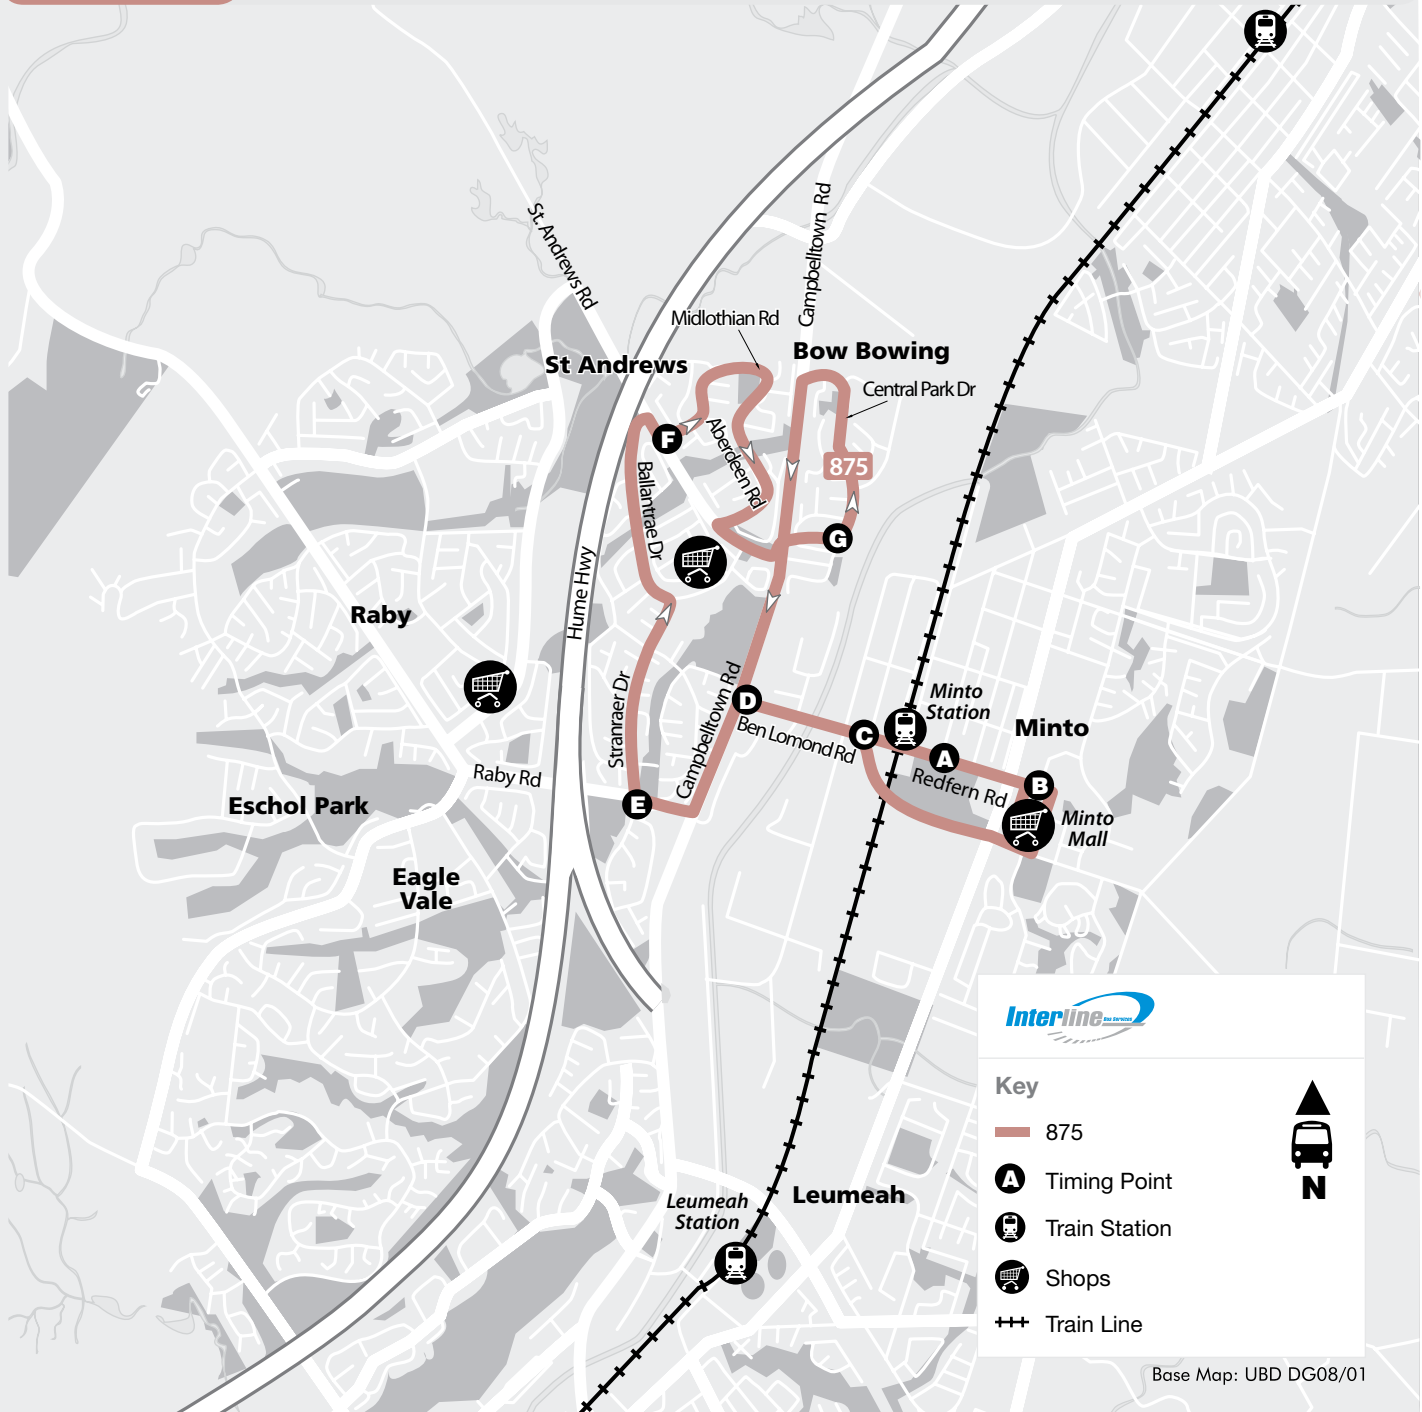 St. Andrews Rd
Campbelltown Rd
Midlothian Rd
St Andrews
Bow Bowing
Central Park Dr
F
Aberdeen Rd
875
Ballantrae Dr
G
Hume Hwy
Raby
Stranraer Dr
Campbelltown Rd
D
Ben Lomond Rd
C
Minto
Station
Minto
A
Redfern Rd
B
Minto
Mall
Raby Rd
E
Eschol Park
Eagle
Vale
Leumeah
Station
Leumeah
Interline
Bus Services
Key
875
A Timing Point
Train Station
Shops
Train Line
N
Base Map: UBD DG08/01